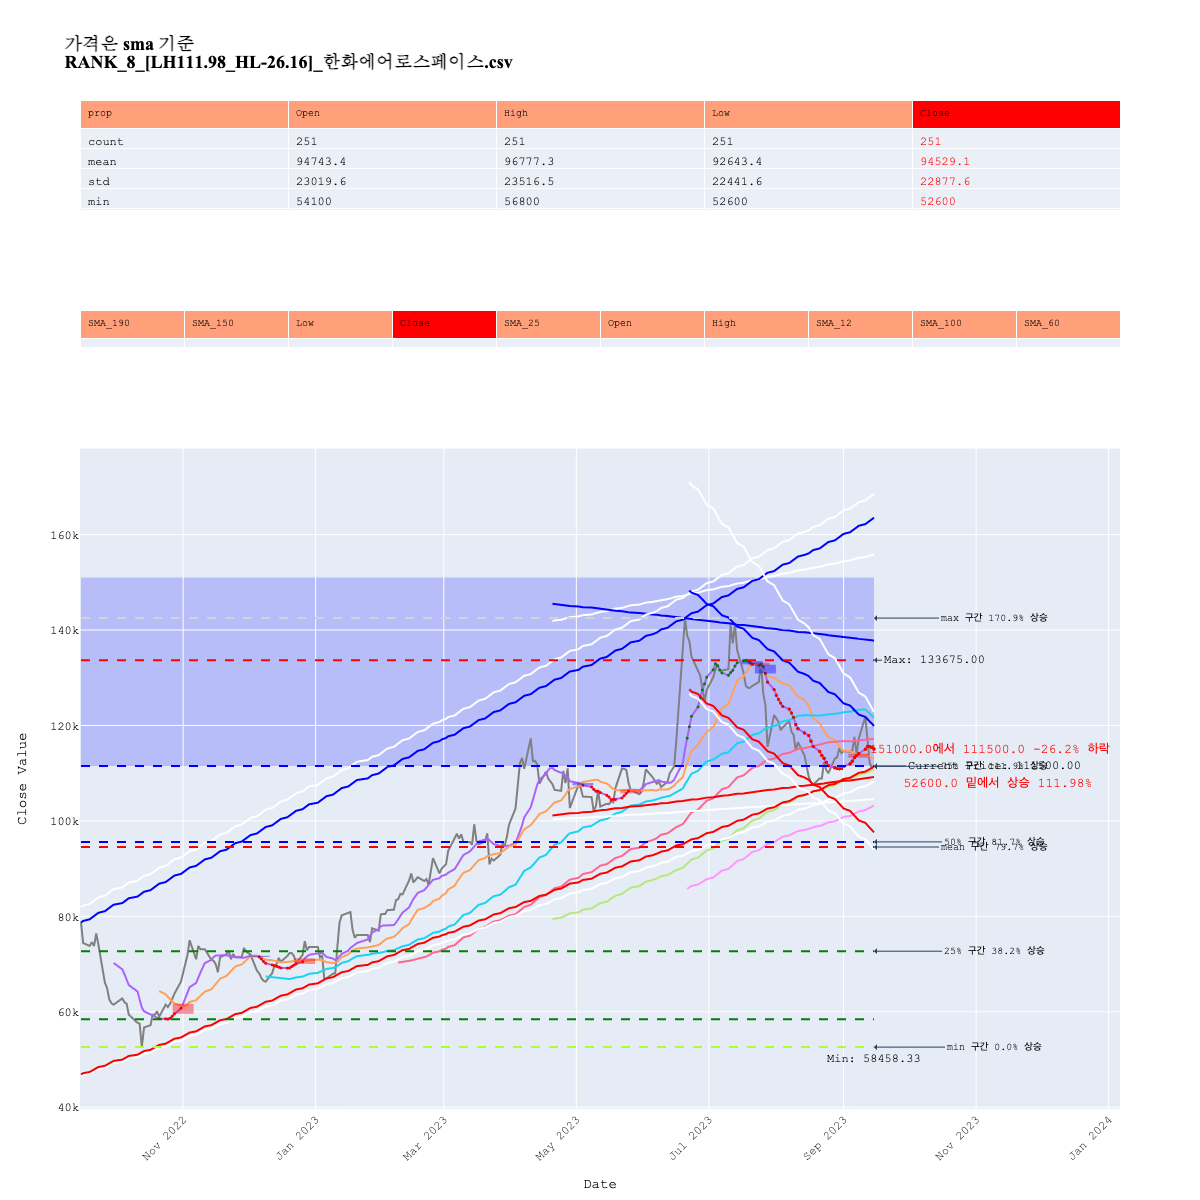 가격은 sma 기준
RANK_8_[LH111.98_HL-26.16]_한화에어로스페이스.csv
prop Open High Low Close
count 251 251 251 251
mean 94743.4 96777.3 92643.4 94529.1
std 23019.6 23516.5 22441.6 22877.6
min 54100 56800 52600 52600
SMA_190 SMA_150 Low Close SMA_25 Open High SMA_12 SMA_100 SMA_60
160k
140k
120k
100k
80k
60k
40k
Close Value
max 구간 170.9% 상승
Max: 133675.00
151000.0에서 111500.0 -26.2% 하락
52600.0 밑에서 상승 111.98%
50% 구간 81.7% 상승
mean 구간 79.7% 상승
25% 구간 38.2% 상승
min 구간 0.0% 상승
Min: 58458.33
Nov 2022
Jan 2023
Mar 2023
May 2023
Jul 2023
Sep 2023
Nov 2023
Jan 2024
Date